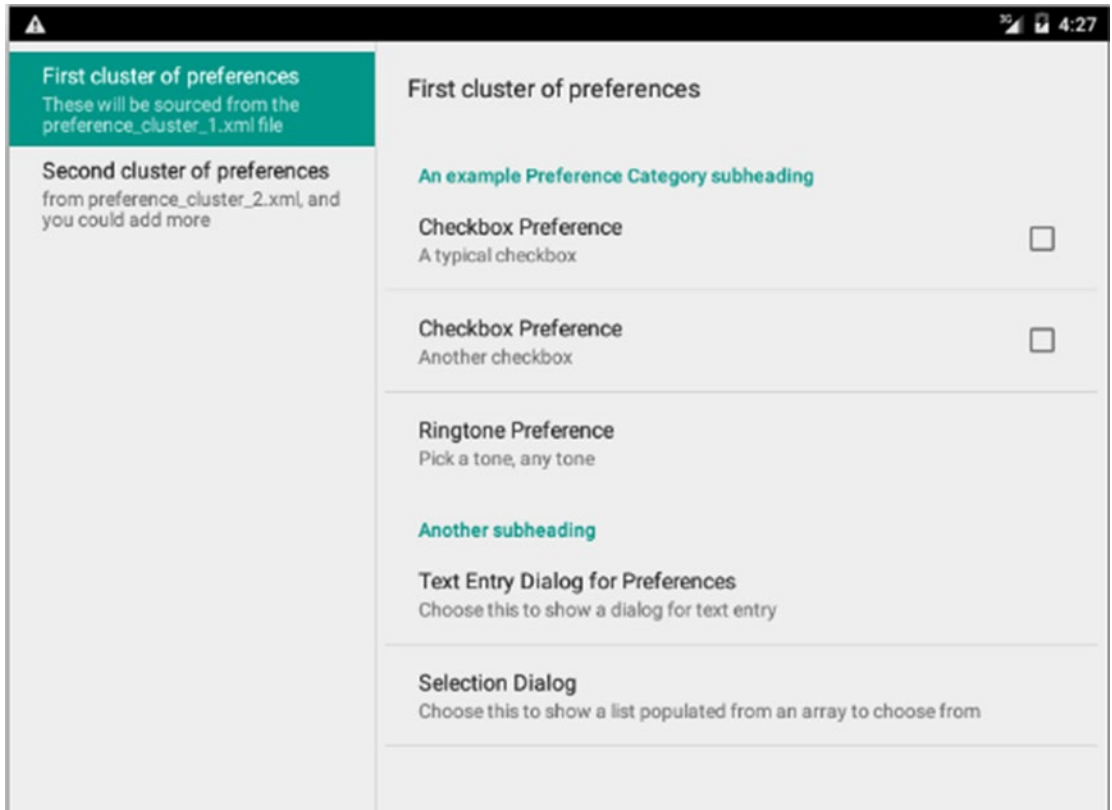 3G 4:27
First cluster of preferences
These will be sourced from the
preference_cluster_1.xml file
Second cluster of preferences
from preference_cluster_2.xml, and
you could add more
First cluster of preferences
An example Preference Category subheading
Checkbox Preference
A typical checkbox
Checkbox Preference
Another checkbox
Ringtone Preference
Pick a tone, any tone
Another subheading
Text Entry Dialog for Preferences
Choose this to show a dialog for text entry
Selection Dialog
Choose this to show a list populated from an array to choose from